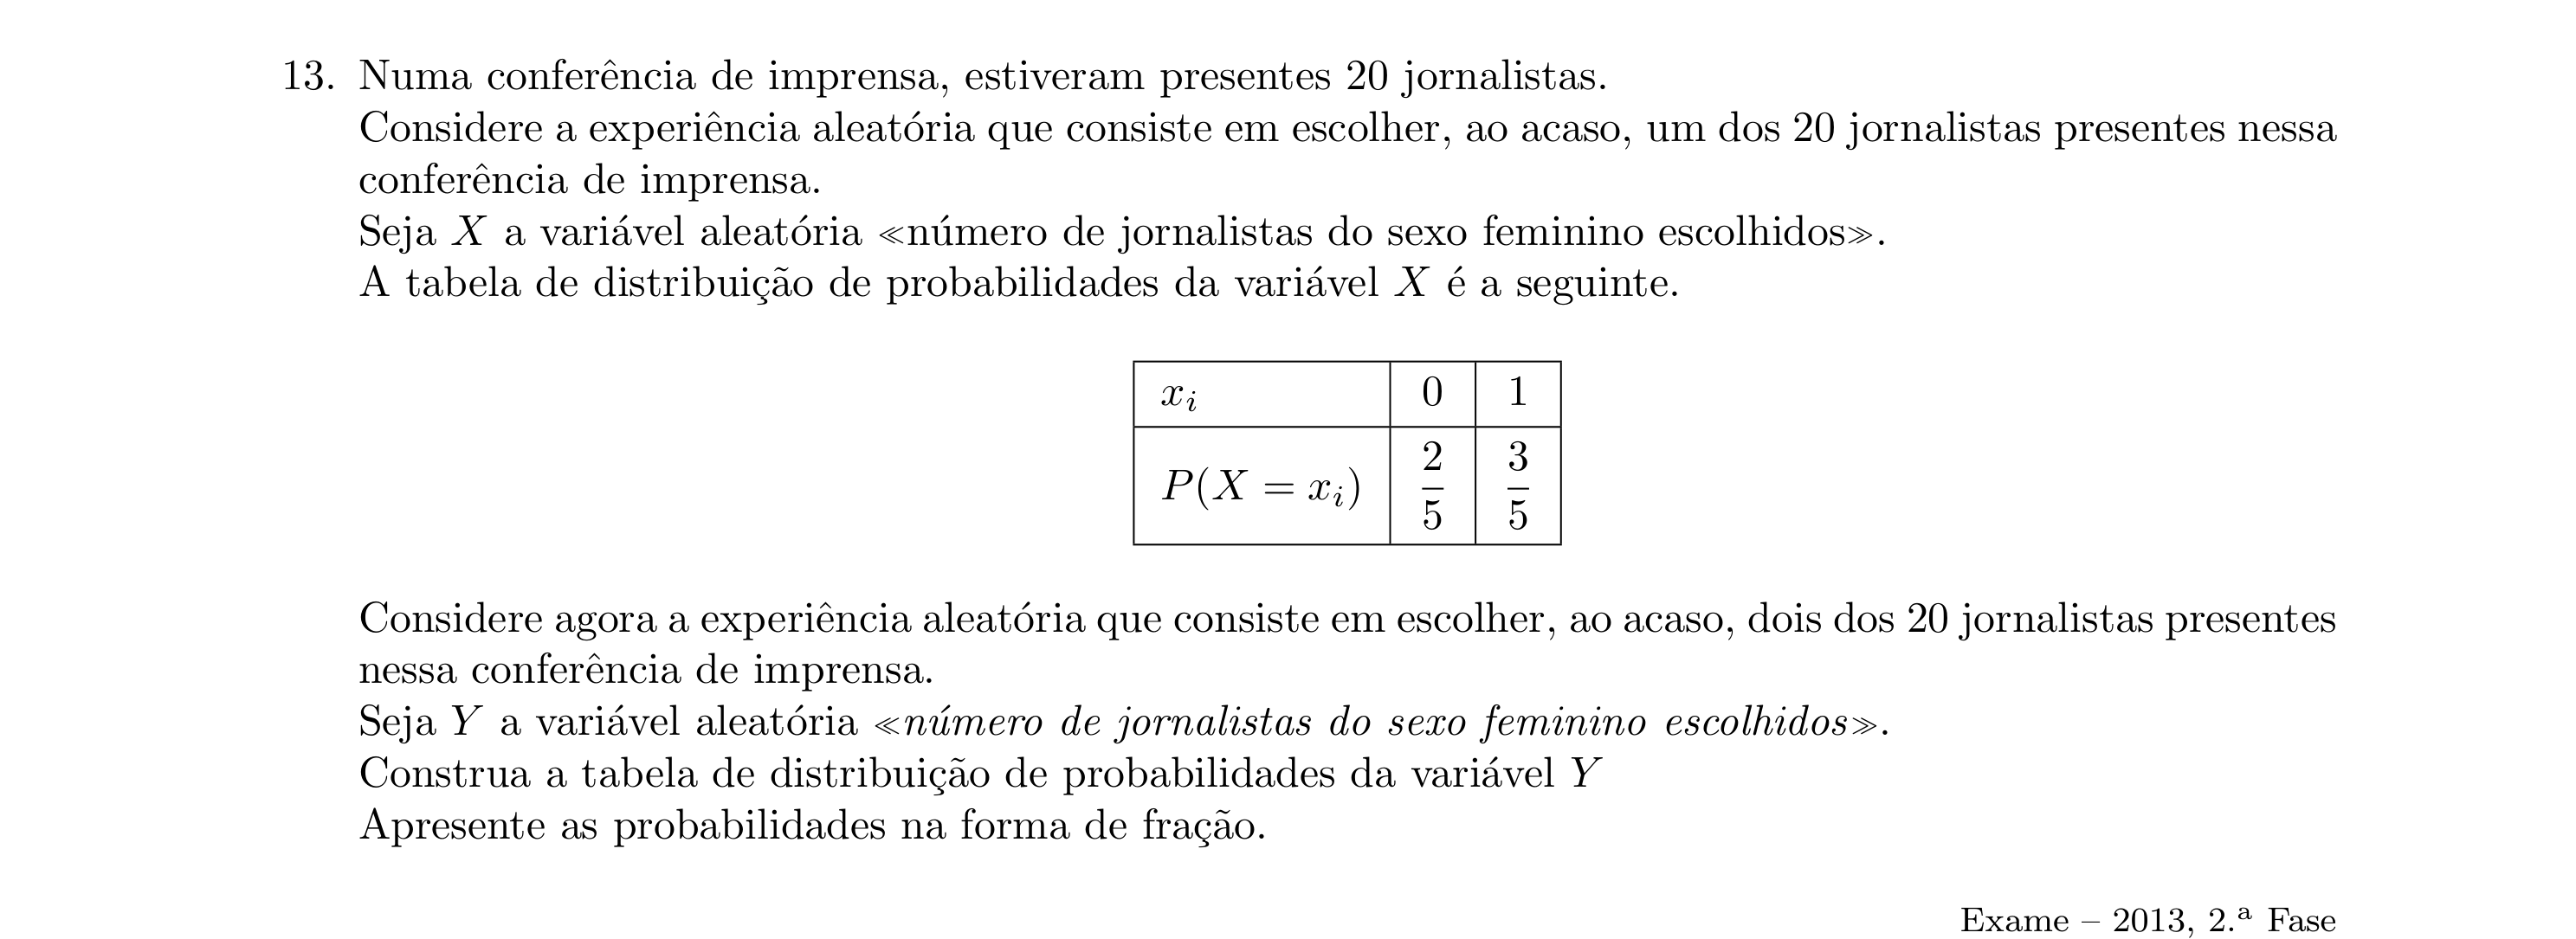 13. Numa conferência de imprensa, estiveram presentes 20 jornalistas.
Considere a experiência aleatória que consiste em escolher, ao acaso, um dos 20 jornalistas presentes nessa
conferência de imprensa.
Seja X a variável aleatória ≪número de jornalistas do sexo feminino escolhidos≫.
A tabela de distribuição de probabilidades da variável X é a seguinte.
xᵢ 0 1
P(X = xᵢ) 2/5 3/5
Considere agora a experiência aleatória que consiste em escolher, ao acaso, dois dos 20 jornalistas presentes
nessa conferência de imprensa.
Seja Y a variável aleatória ≪número de jornalistas do sexo feminino escolhidos≫.
Construa a tabela de distribuição de probabilidades da variável Y
Apresente as probabilidades na forma de fração.
Exame – 2013, 2.ª Fase